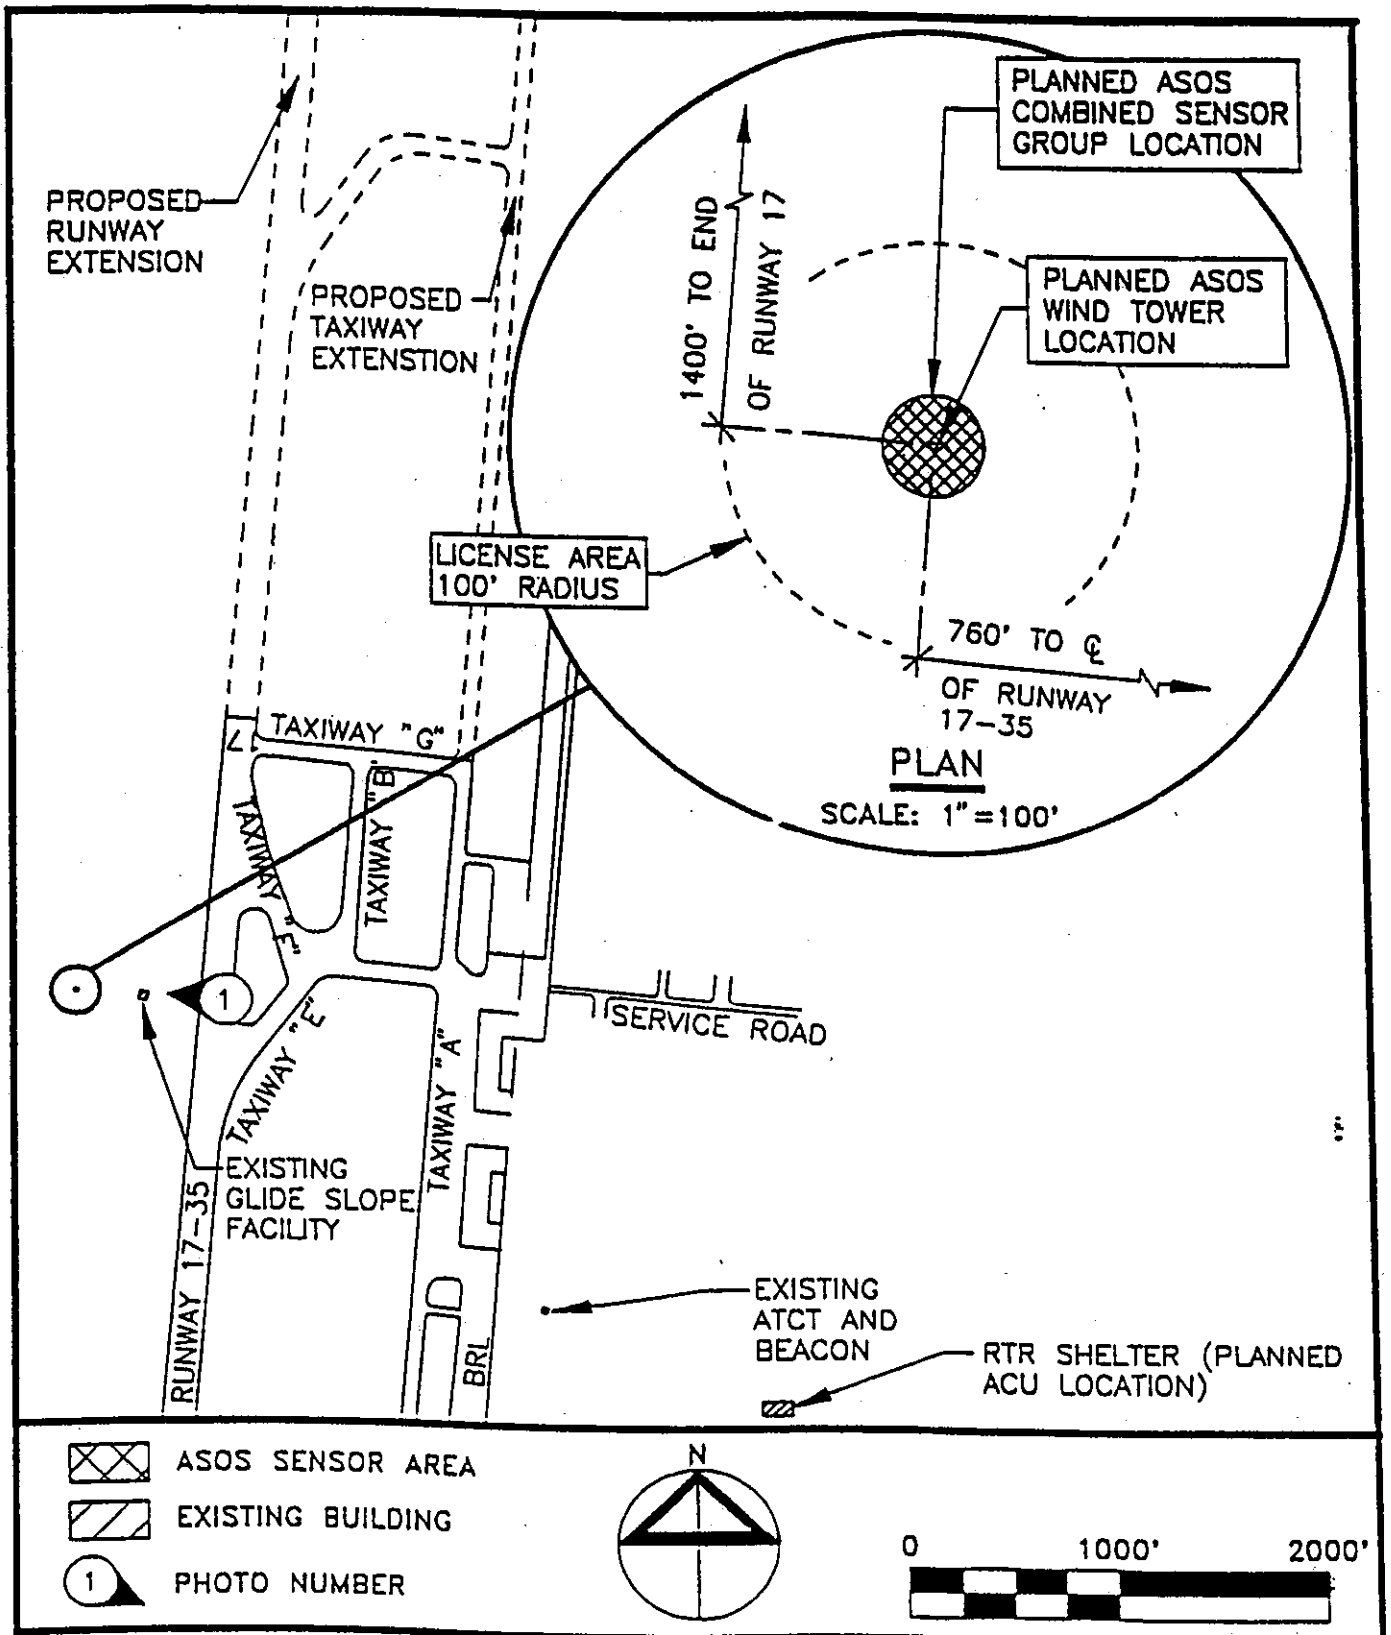 PLANNED ASOS
COMBINED SENSOR
GROUP LOCATION
PROPOSED
RUNWAY
EXTENSION
PROPOSED
TAXIWAY
EXTENSTION
1400' TO END
OF RUNWAY 17
PLANNED ASOS
WIND TOWER
LOCATION
LICENSE AREA
100' RADIUS
760' TO ℄
OF RUNWAY
17-35
PLAN
SCALE: 1"=100'
17
TAXIWAY "G"
TAXIWAY "B"
TAXIWAY "F"
1
SERVICE ROAD
TAXIWAY "E"
TAXIWAY "A"
EXISTING
GLIDE SLOPE
FACILITY
RUNWAY 17-35
BRL
EXISTING
ATCT AND
BEACON
RTR SHELTER (PLANNED
ACU LOCATION)
ASOS SENSOR AREA
EXISTING BUILDING
1 PHOTO NUMBER
N
0 1000' 2000'